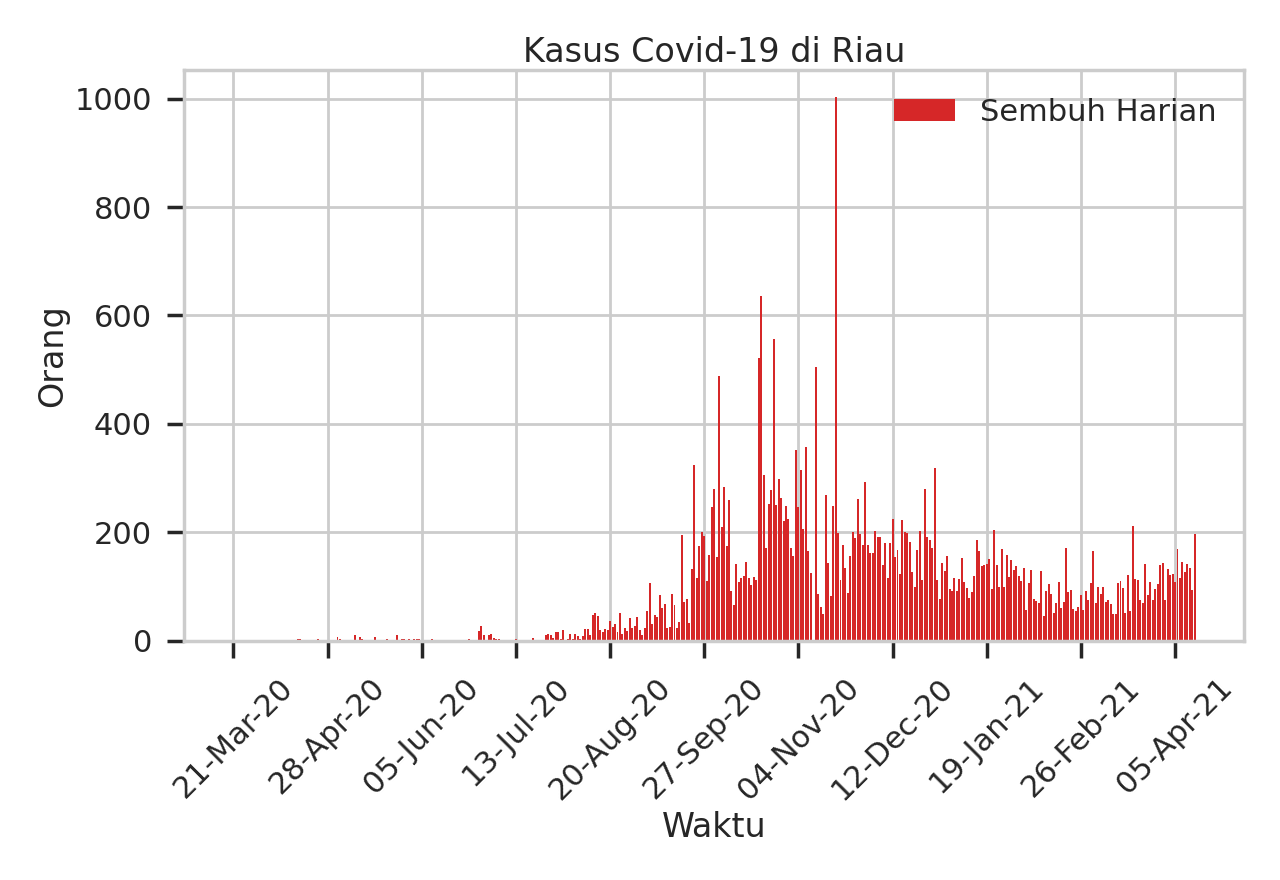 Kasus Covid-19 di Riau
Sembuh Harian
Orang
1000
800
600
400
200
0
21-Mar-20
28-Apr-20
05-Jun-20
13-Jul-20
20-Aug-20
27-Sep-20
04-Nov-20
12-Dec-20
19-Jan-21
26-Feb-21
05-Apr-21
Waktu